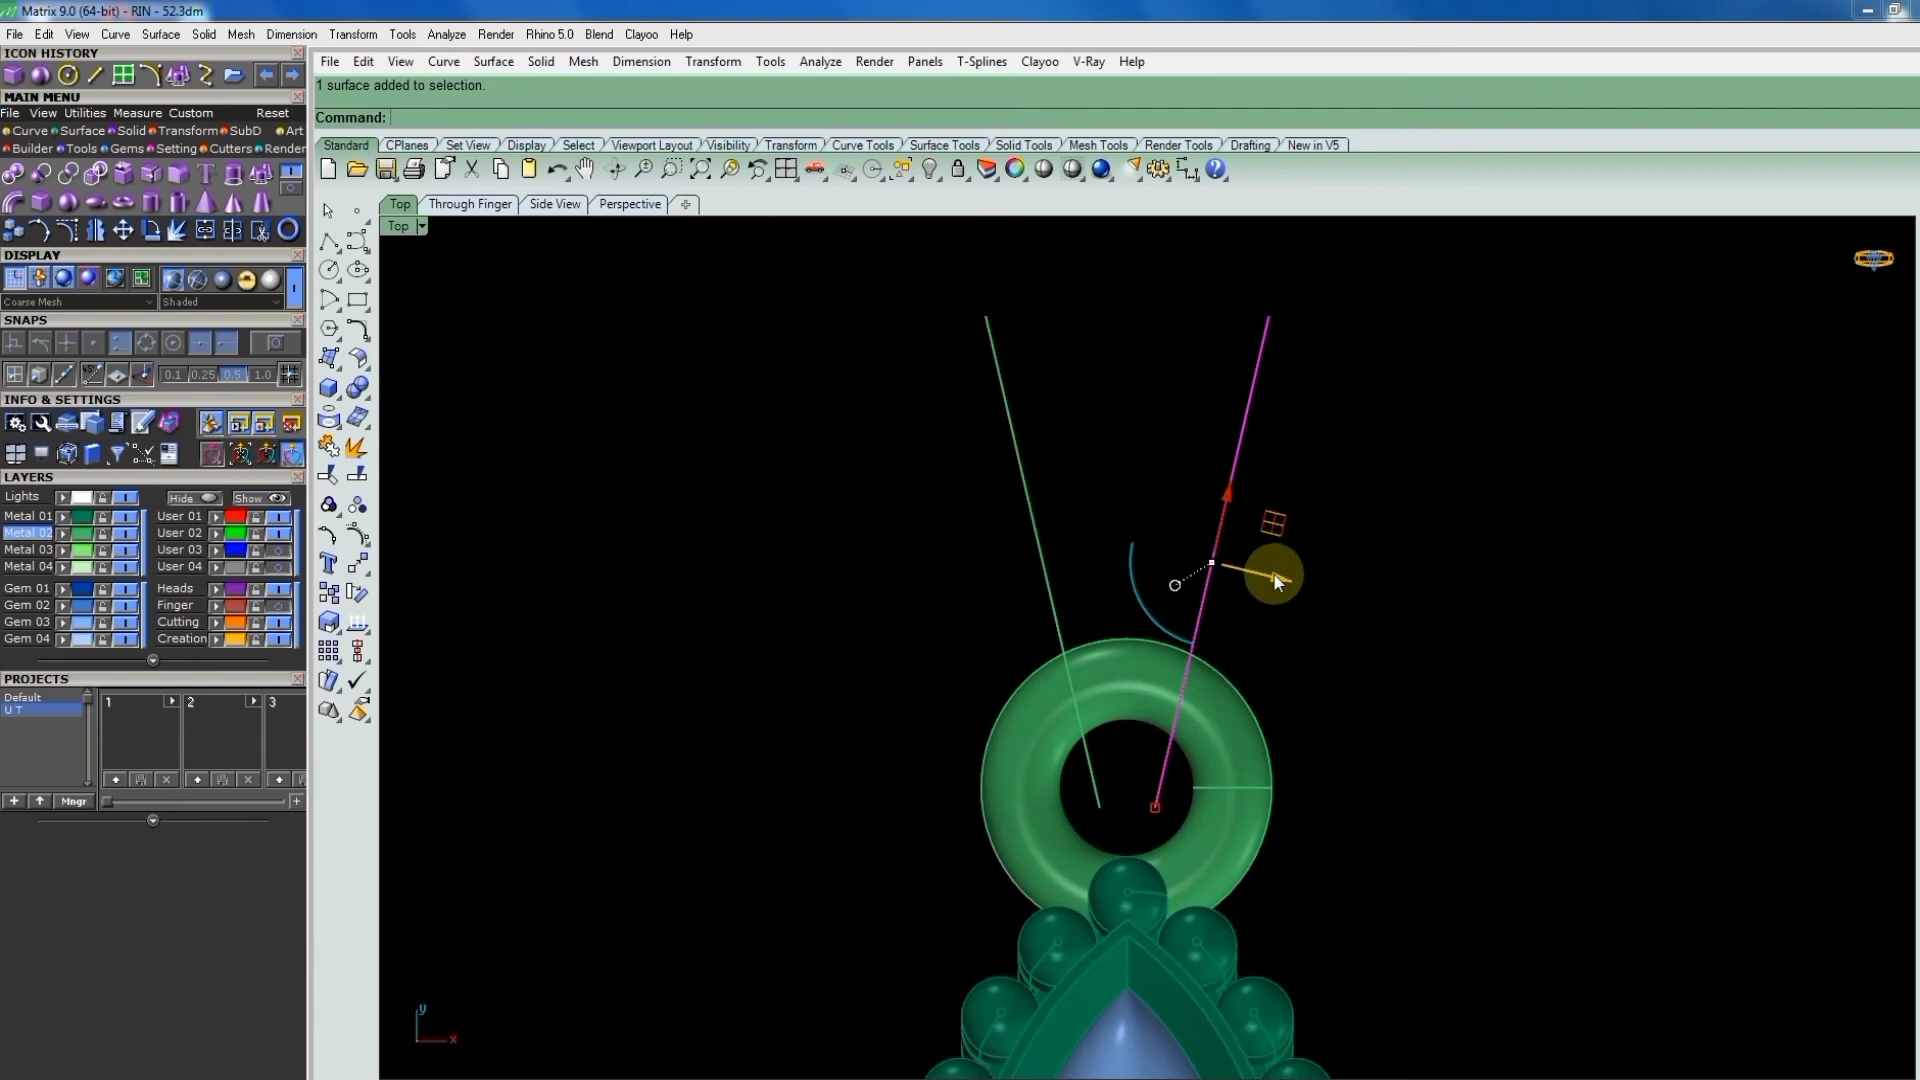 Matrix 9.0 (64-bit) - RIN - 52.3dm
File Edit View Curve Surface Solid Mesh Dimension Transform Tools Analyze Render Rhino 5.0 Blend Clayoo Help
ICON HISTORY
MAIN MENU
File View Utilities Measure Custom Reset
Curve Surface Solid Transform SubD Art
Builder Tools Gems Setting Cutters Render
DISPLAY
Coarse Mesh Shaded
SNAPS
0.1 0.25 0.5 1.0
INFO & SETTINGS
LAYERS
Lights Hide Show
Metal 01 User 01
Metal 02 User 02
Metal 03 User 03
Metal 04 User 04
Gem 01 Heads
Gem 02 Finger
Gem 03 Cutting
Gem 04 Creation
PROJECTS
Default
U T
1 2 3
Mngr
File Edit View Curve Surface Solid Mesh Dimension Transform Tools Analyze Render Panels T-Splines Clayoo V-Ray Help
1 surface added to selection.
Command:
Standard CPlanes Set View Display Select Viewport Layout Visibility Transform Curve Tools Surface Tools Solid Tools Mesh Tools Render Tools Drafting New in V5
Top Through Finger Side View Perspective
Top
y
x